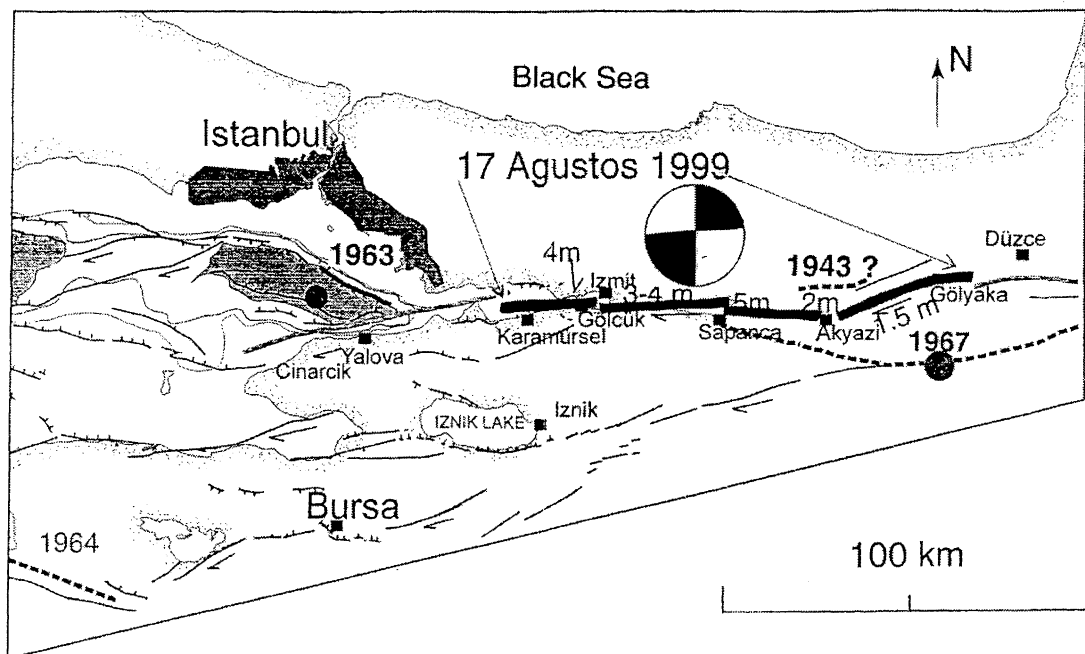 Black Sea
N
Istanbul
17 Agustos 1999
Düzce
1963
4m
Izmit
3-4 m
1943 ?
5m
2m
Gölyaka
Karamürsel
Gölcük
Sapanca
Akyazi
1.5 m
1967
Yalova
Cinarcik
IZNIK LAKE
Iznik
Bursa
1964
100 km